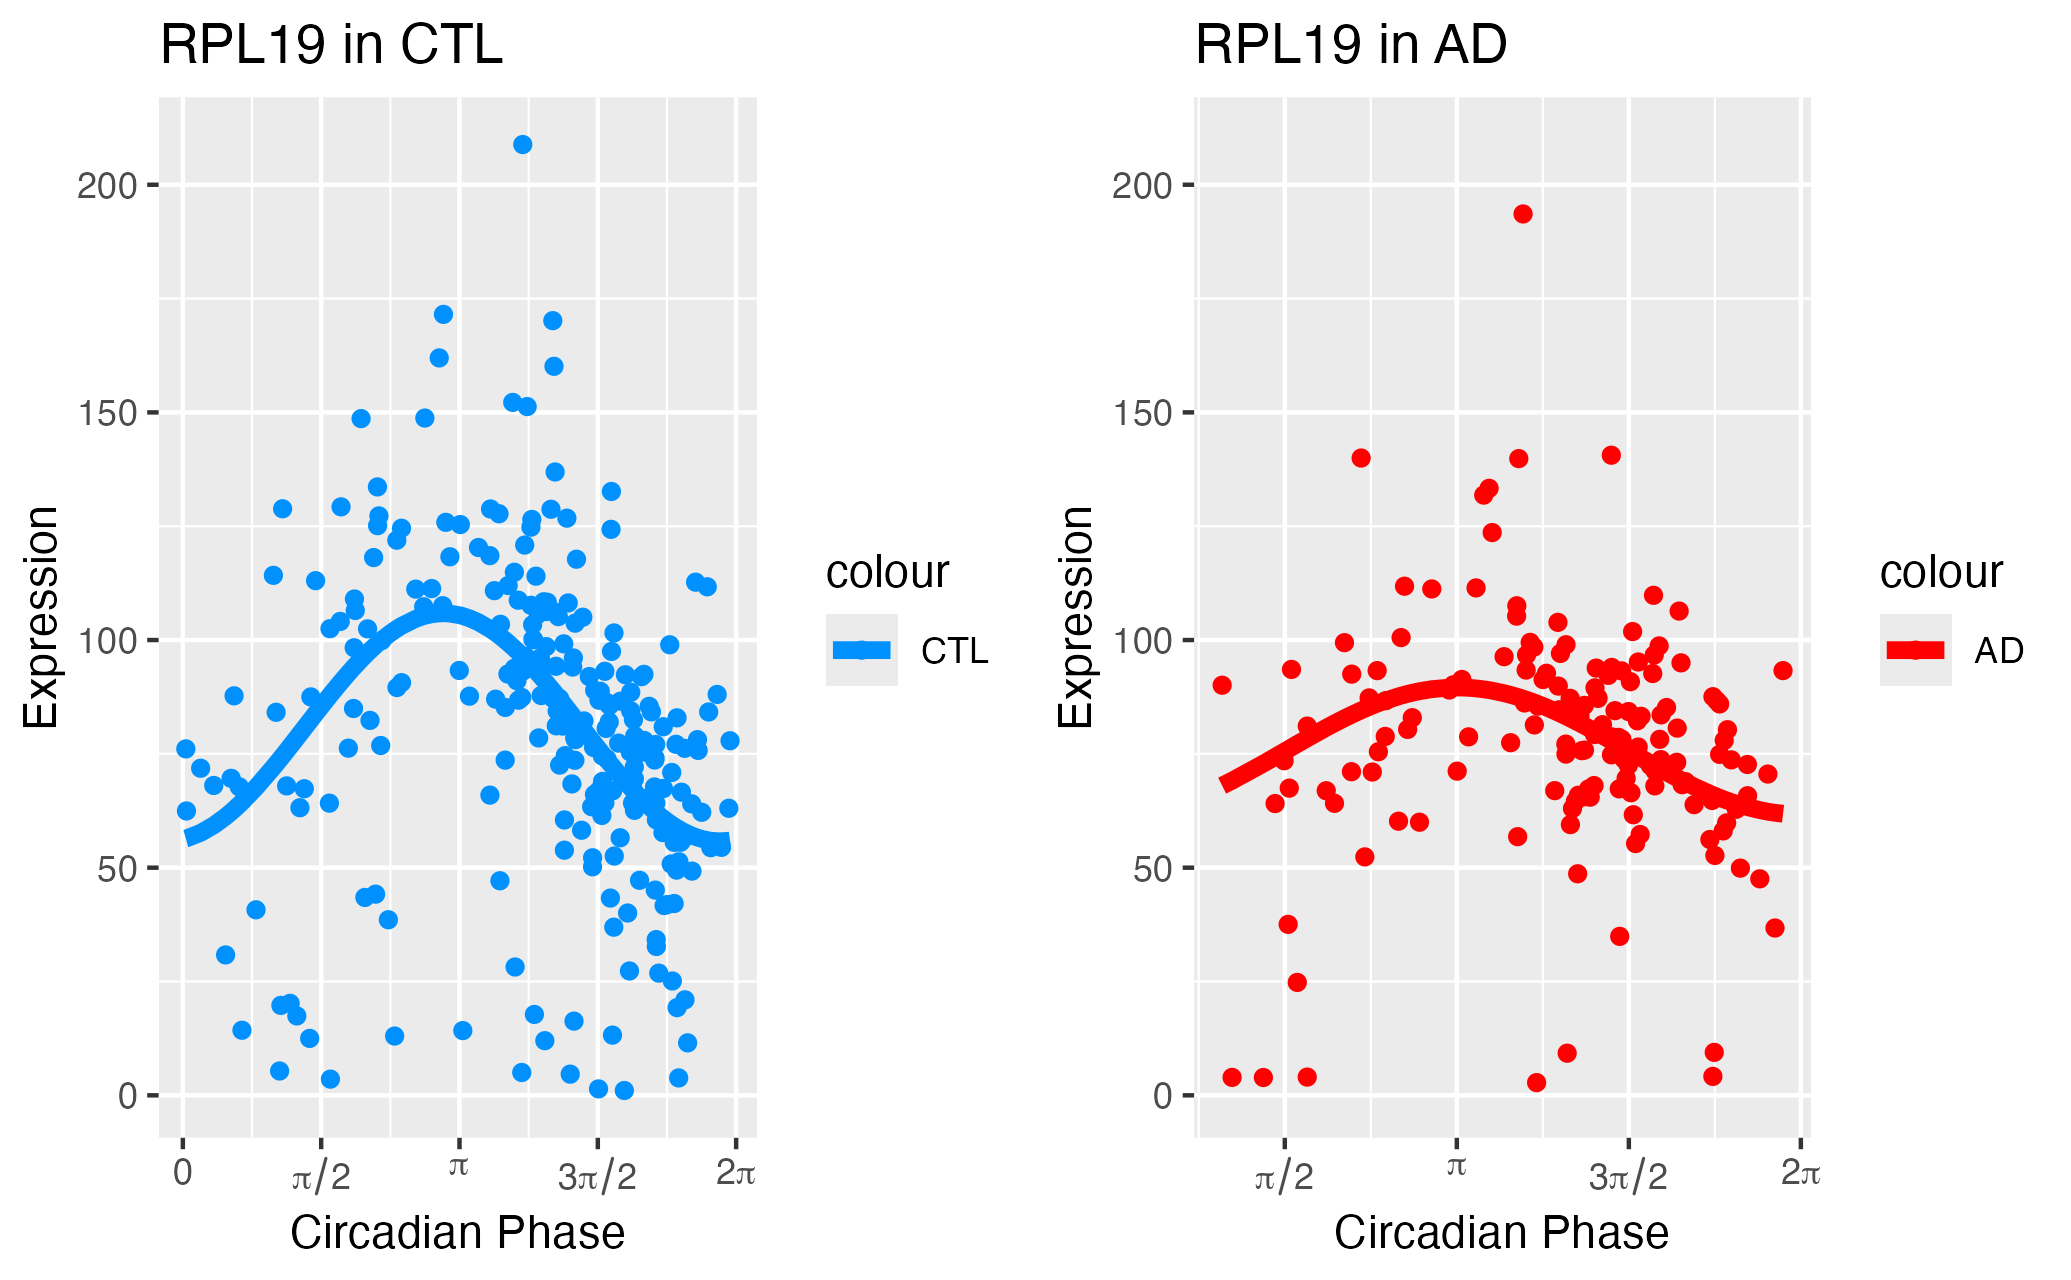 RPL19 in CTL
200
150
100
50
0
Expression
0 π/2 π 3π/2 2π
Circadian Phase
colour
CTL
RPL19 in AD
200
150
100
50
0
Expression
π/2 π 3π/2 2π
Circadian Phase
colour
AD